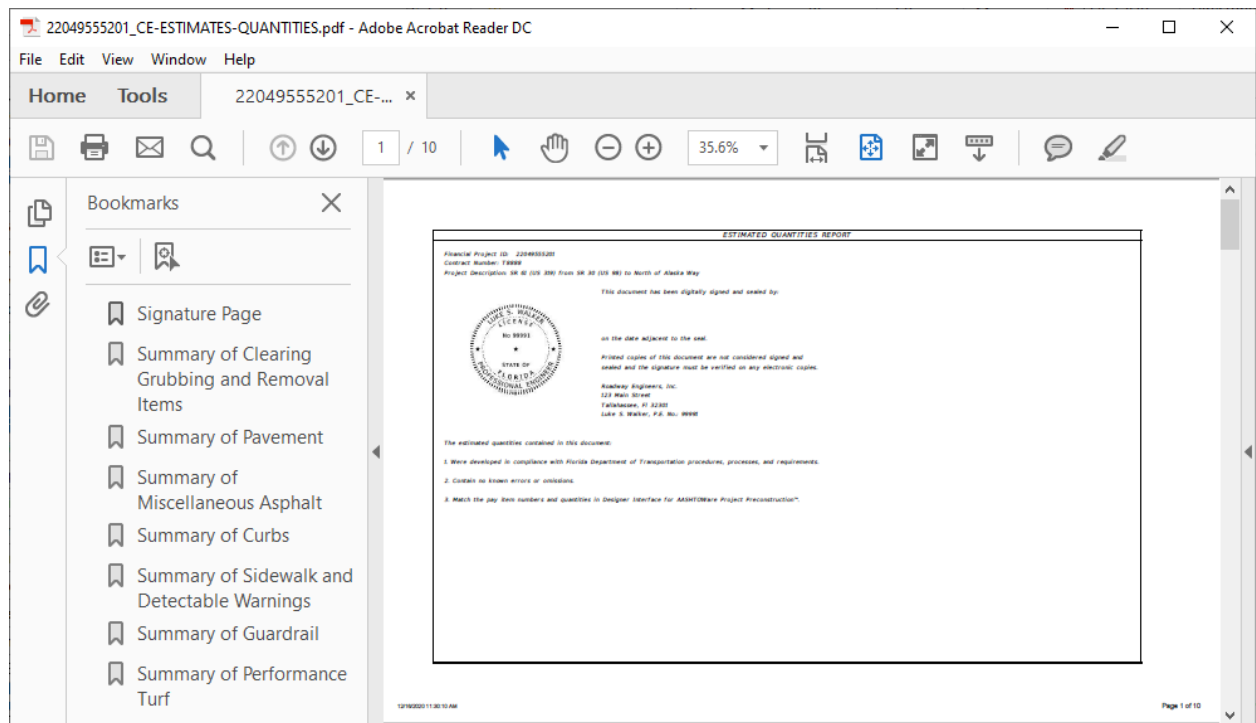 22049555201_CE-ESTIMATES-QUANTITIES.pdf - Adobe Acrobat Reader DC
File Edit View Window Help
Home Tools 22049555201_CE-... ×
1 / 10 35.6%
Bookmarks
Signature Page
Summary of Clearing
Grubbing and Removal
Items
Summary of Pavement
Summary of
Miscellaneous Asphalt
Summary of Curbs
Summary of Sidewalk and
Detectable Warnings
Summary of Guardrail
Summary of Performance
Turf
ESTIMATED QUANTITIES REPORT
Financial Project ID: 22049555201
Contract Number: T9999
Project Description: SR 61 (US 319) from SR 30 (US 98) to North of Alaska Way
This document has been digitally signed and sealed by:
LUKE S. WALKER
LICENSE
No 99991
STATE OF
FLORIDA
PROFESSIONAL ENGINEER
on the date adjacent to the seal.
Printed copies of this document are not considered signed and
sealed and the signature must be verified on any electronic copies.
Roadway Engineers, Inc.
123 Main Street
Tallahassee, Fl 32301
Luke S. Walker, P.E. No.: 99991
The estimated quantities contained in this document:
1. Were developed in compliance with Florida Department of Transportation procedures, processes, and requirements.
2. Contain no known errors or omissions.
3. Match the pay item numbers and quantities in Designer Interface for AASHTOWare Project Preconstruction™.
12/16/2020 11:30:10 AM
Page 1 of 10